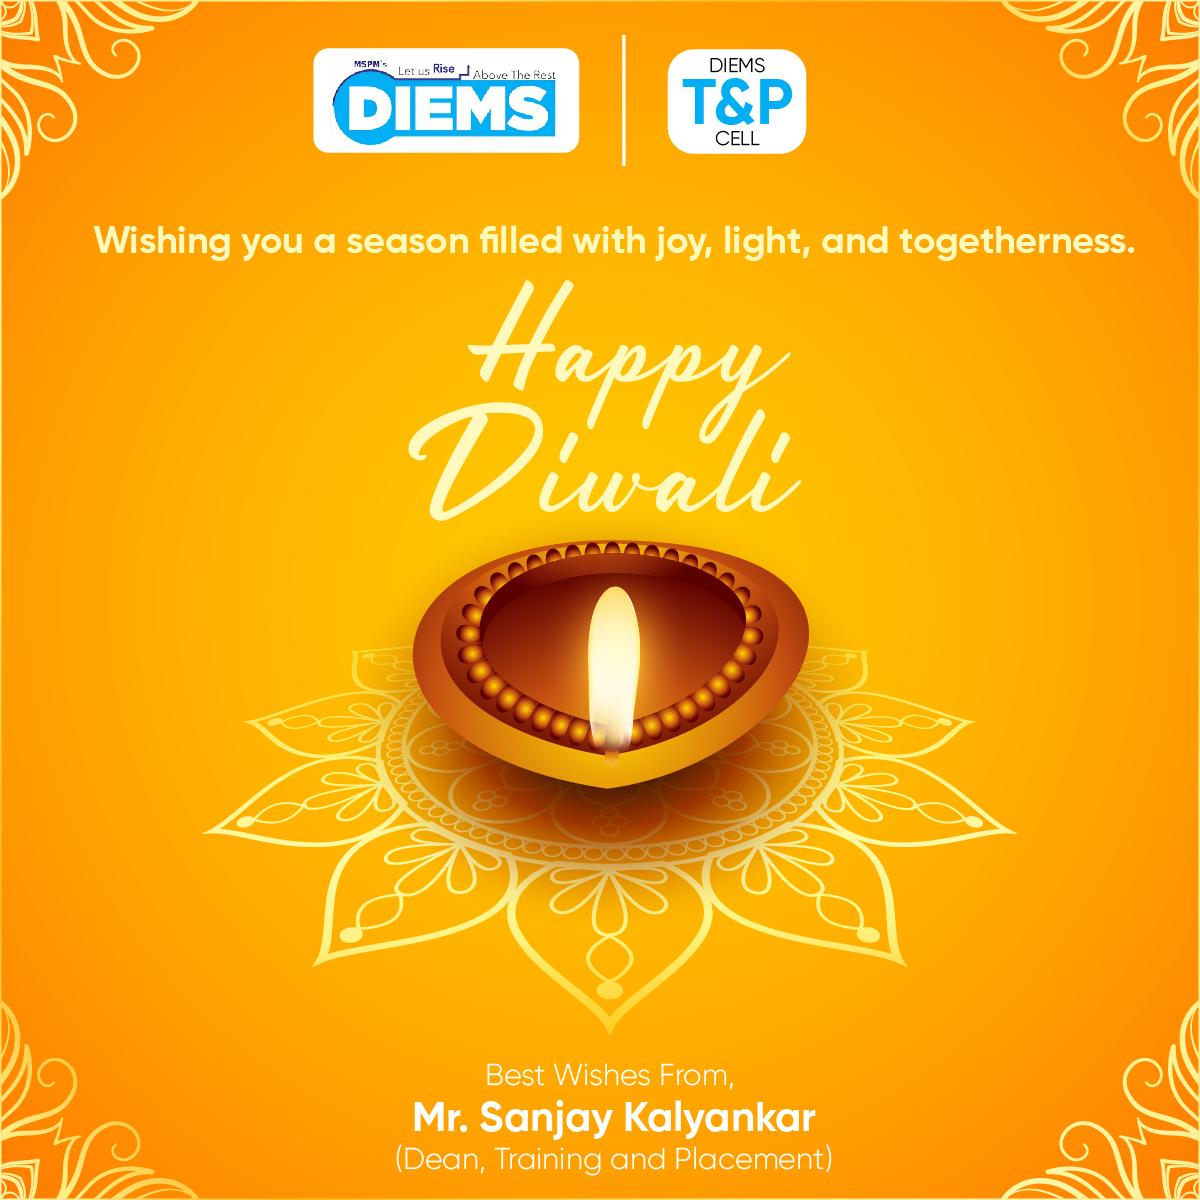 MSPM's
Let us Rise Above The Rest
DIEMS
DIEMS
T&P
CELL
Wishing you a season filled with joy, light, and togetherness.
Happy
Diwali
Best Wishes From,
Mr. Sanjay Kalyankar
(Dean, Training and Placement)